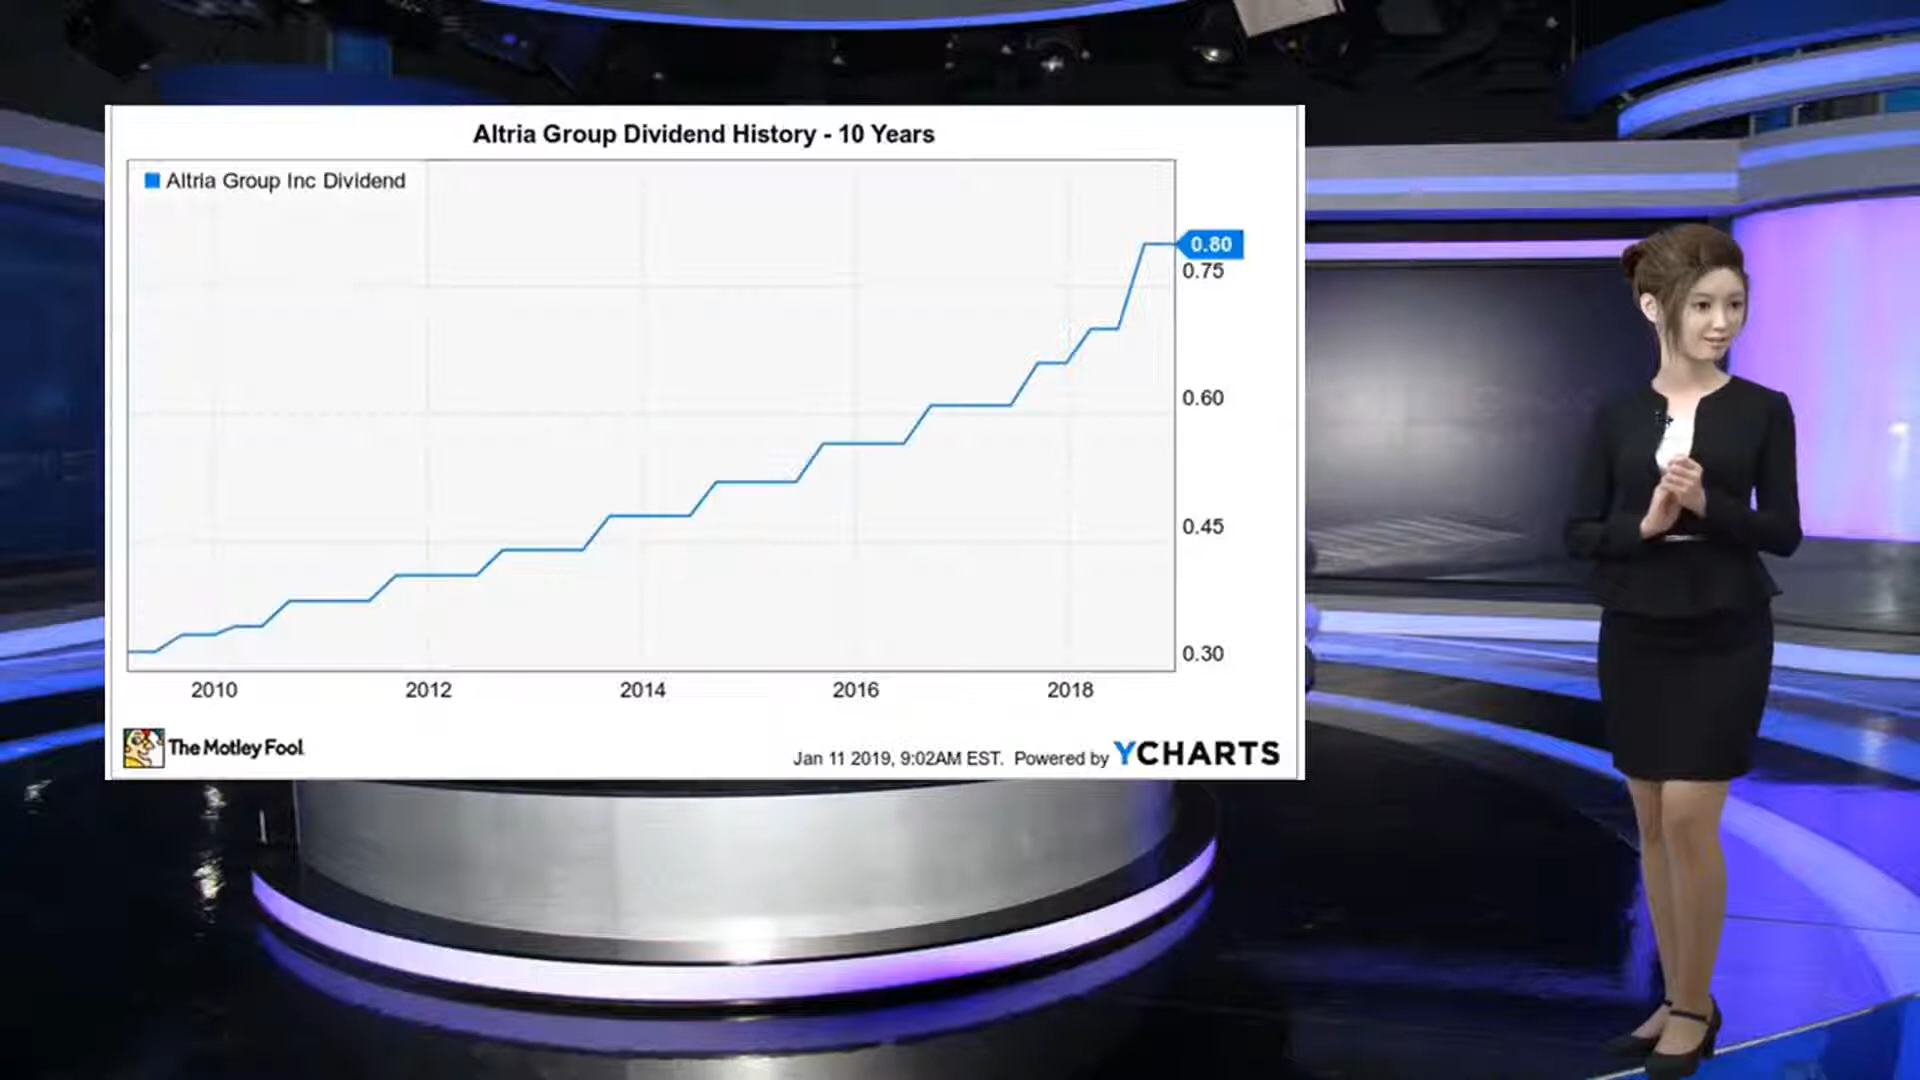 Altria Group Dividend History - 10 Years
Altria Group Inc Dividend
0.80
0.75
0.60
0.45
0.30
2010 2012 2014 2016 2018
The Motley Fool
Jan 11 2019, 9:02AM EST. Powered by YCHARTS